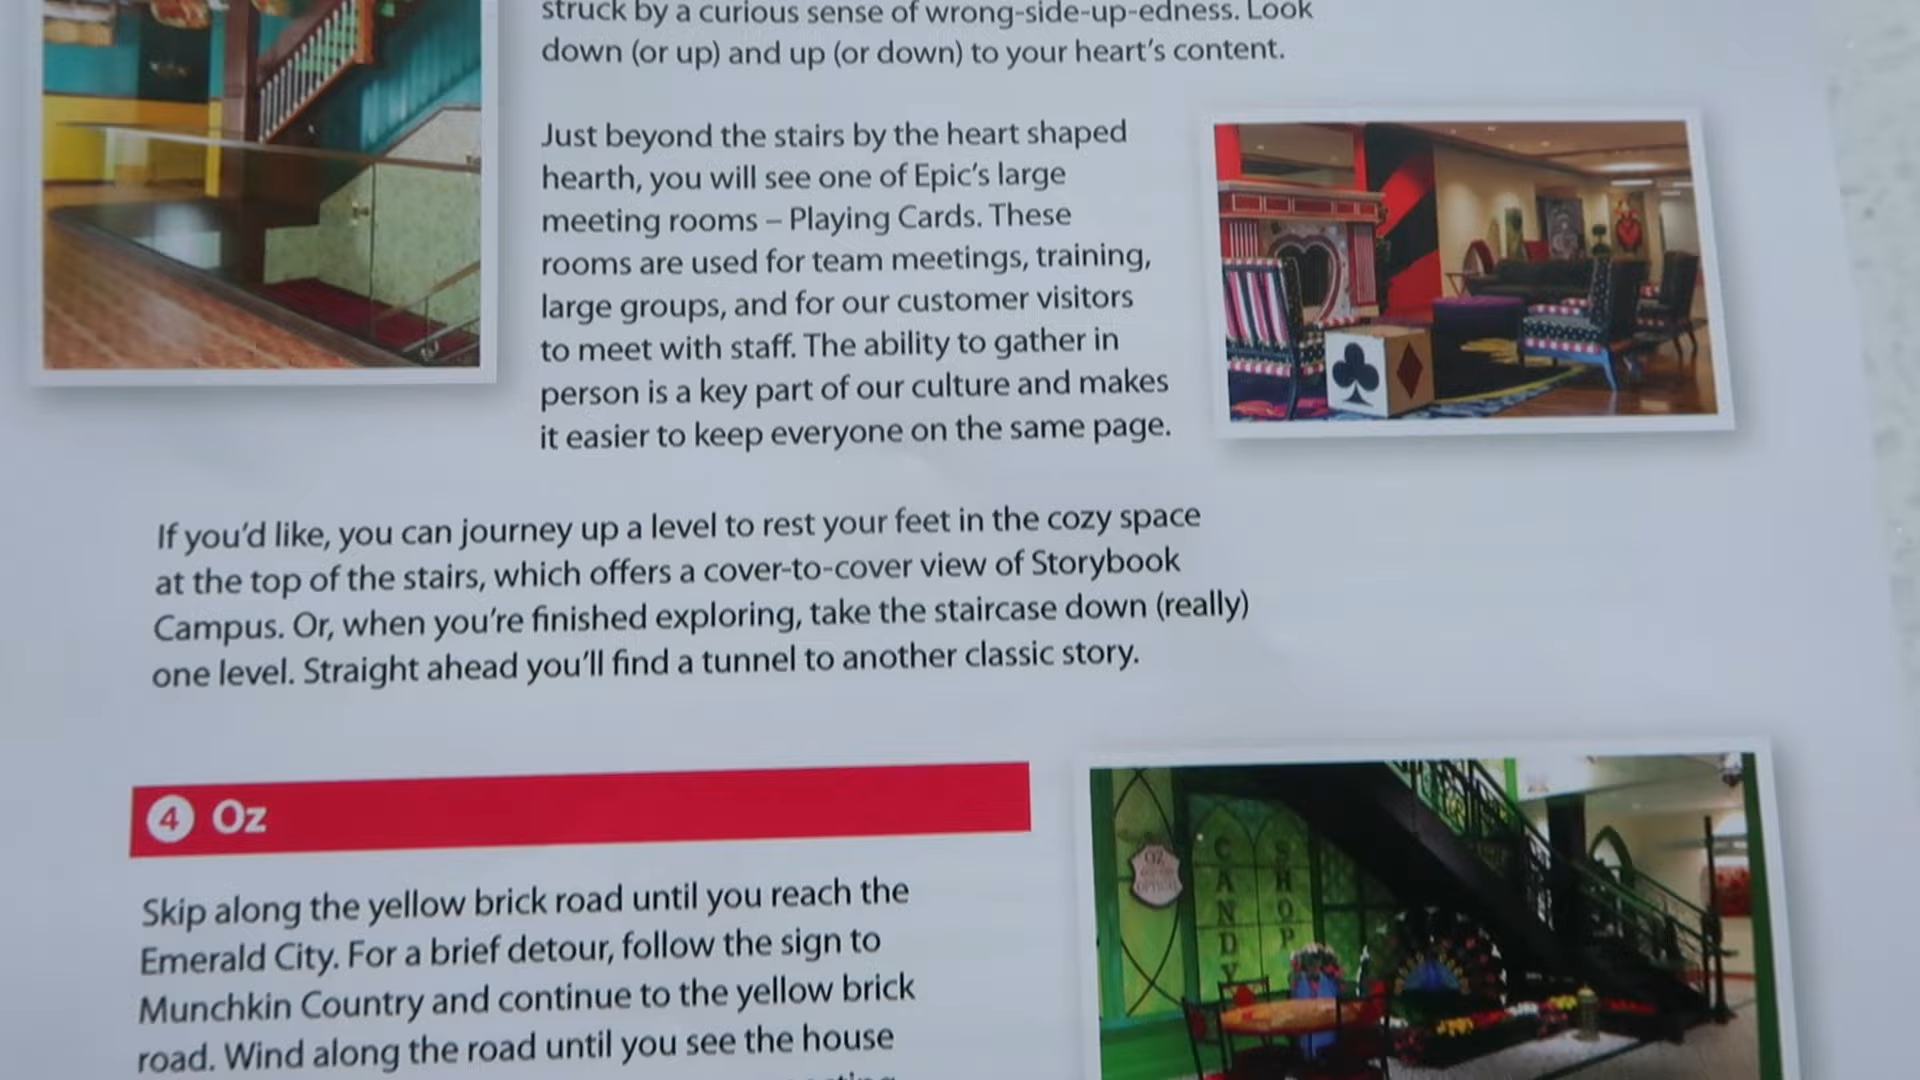 struck by a curious sense of wrong-side-up-edness. Look
down (or up) and up (or down) to your heart's content.
Just beyond the stairs by the heart shaped
hearth, you will see one of Epic's large
meeting rooms – Playing Cards. These
rooms are used for team meetings, training,
large groups, and for our customer visitors
to meet with staff. The ability to gather in
person is a key part of our culture and makes
it easier to keep everyone on the same page.
If you'd like, you can journey up a level to rest your feet in the cozy space
at the top of the stairs, which offers a cover-to-cover view of Storybook
Campus. Or, when you're finished exploring, take the staircase down (really)
one level. Straight ahead you'll find a tunnel to another classic story.
4 Oz
Skip along the yellow brick road until you reach the
Emerald City. For a brief detour, follow the sign to
Munchkin Country and continue to the yellow brick
road. Wind along the road until you see the house
OZ
CANDY SHOP